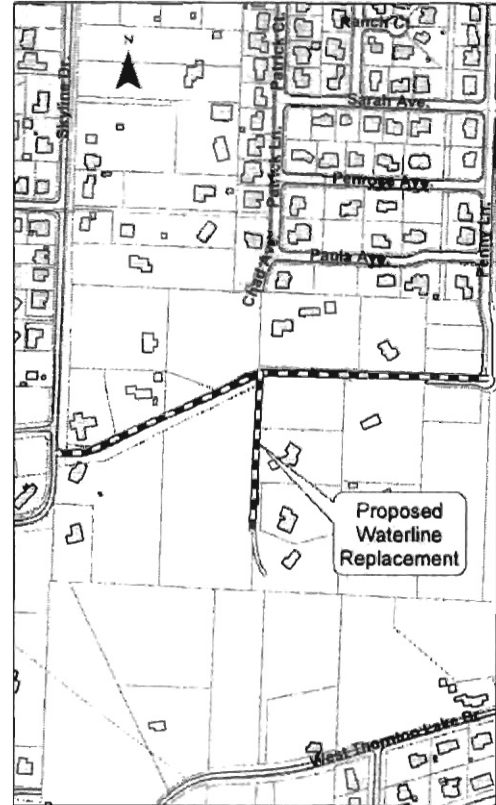 Ranch Ct.
Patrick Ct.
N
Skyline Dr.
Sarah Ave.
Patrick Ln.
Penrose Ave.
Penny Ln.
Paula Ave.
Chad Ave.
Proposed
Waterline
Replacement
West Thornton Lake Dr.